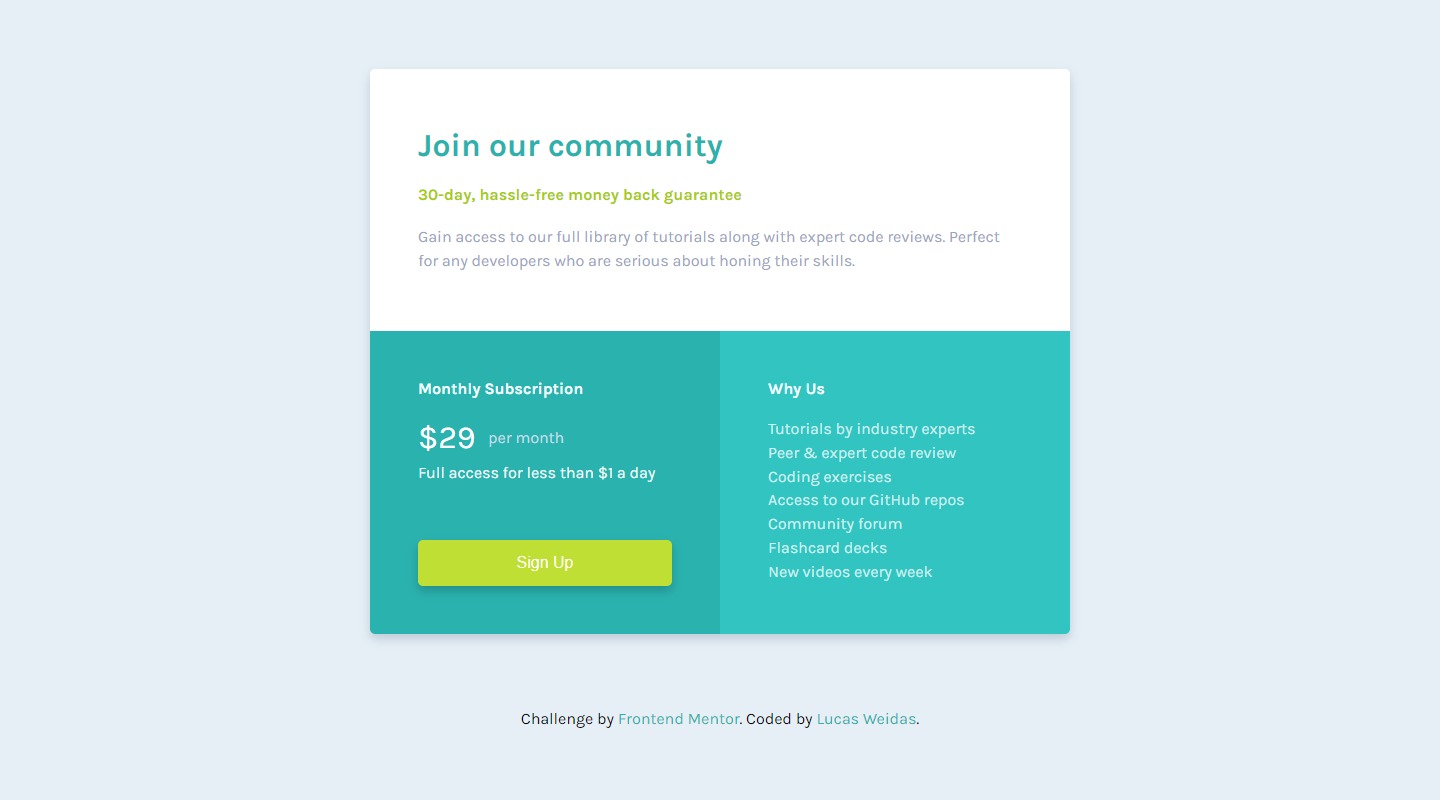 Join our community
30-day, hassle-free money back guarantee
Gain access to our full library of tutorials along with expert code reviews. Perfect
for any developers who are serious about honing their skills.
Monthly Subscription
$29 per month
Full access for less than $1 a day
Sign Up
Why Us
Tutorials by industry experts
Peer & expert code review
Coding exercises
Access to our GitHub repos
Community forum
Flashcard decks
New videos every week
Challenge by Frontend Mentor. Coded by Lucas Weidas.